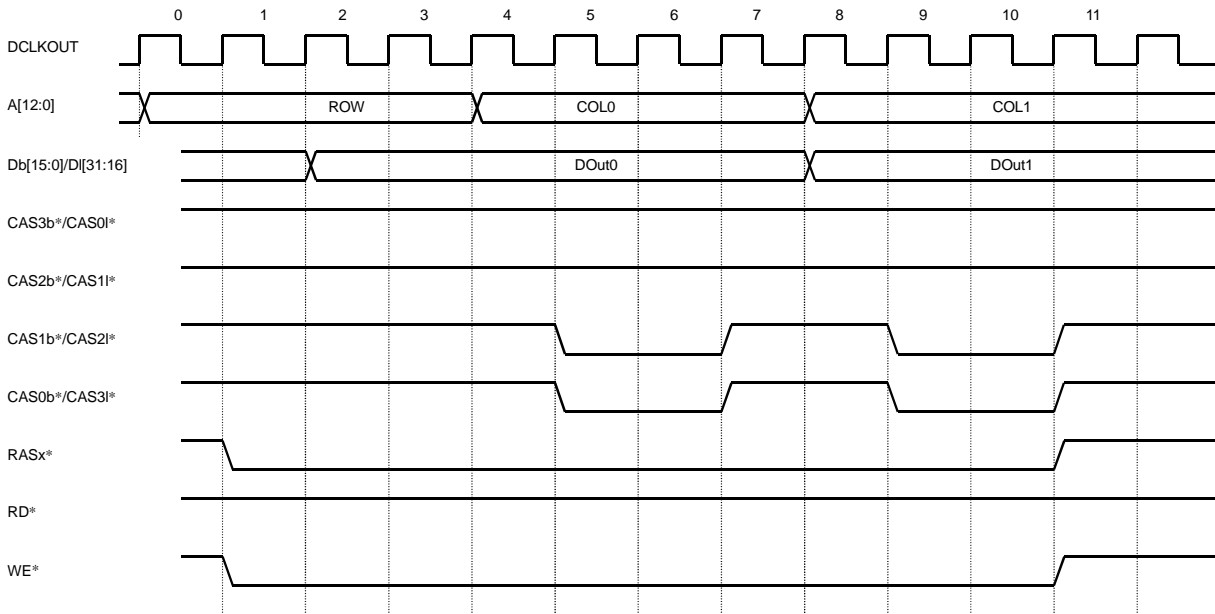 0 1 2 3 4 5 6 7 8 9 10 11
DCLKOUT
A[12:0] ROW COL0 COL1
Db[15:0]/Dl[31:16] DOut0 DOut1
CAS3b*/CAS0l*
CAS2b*/CAS1l*
CAS1b*/CAS2l*
CAS0b*/CAS3l*
RASx*
RD*
WE*